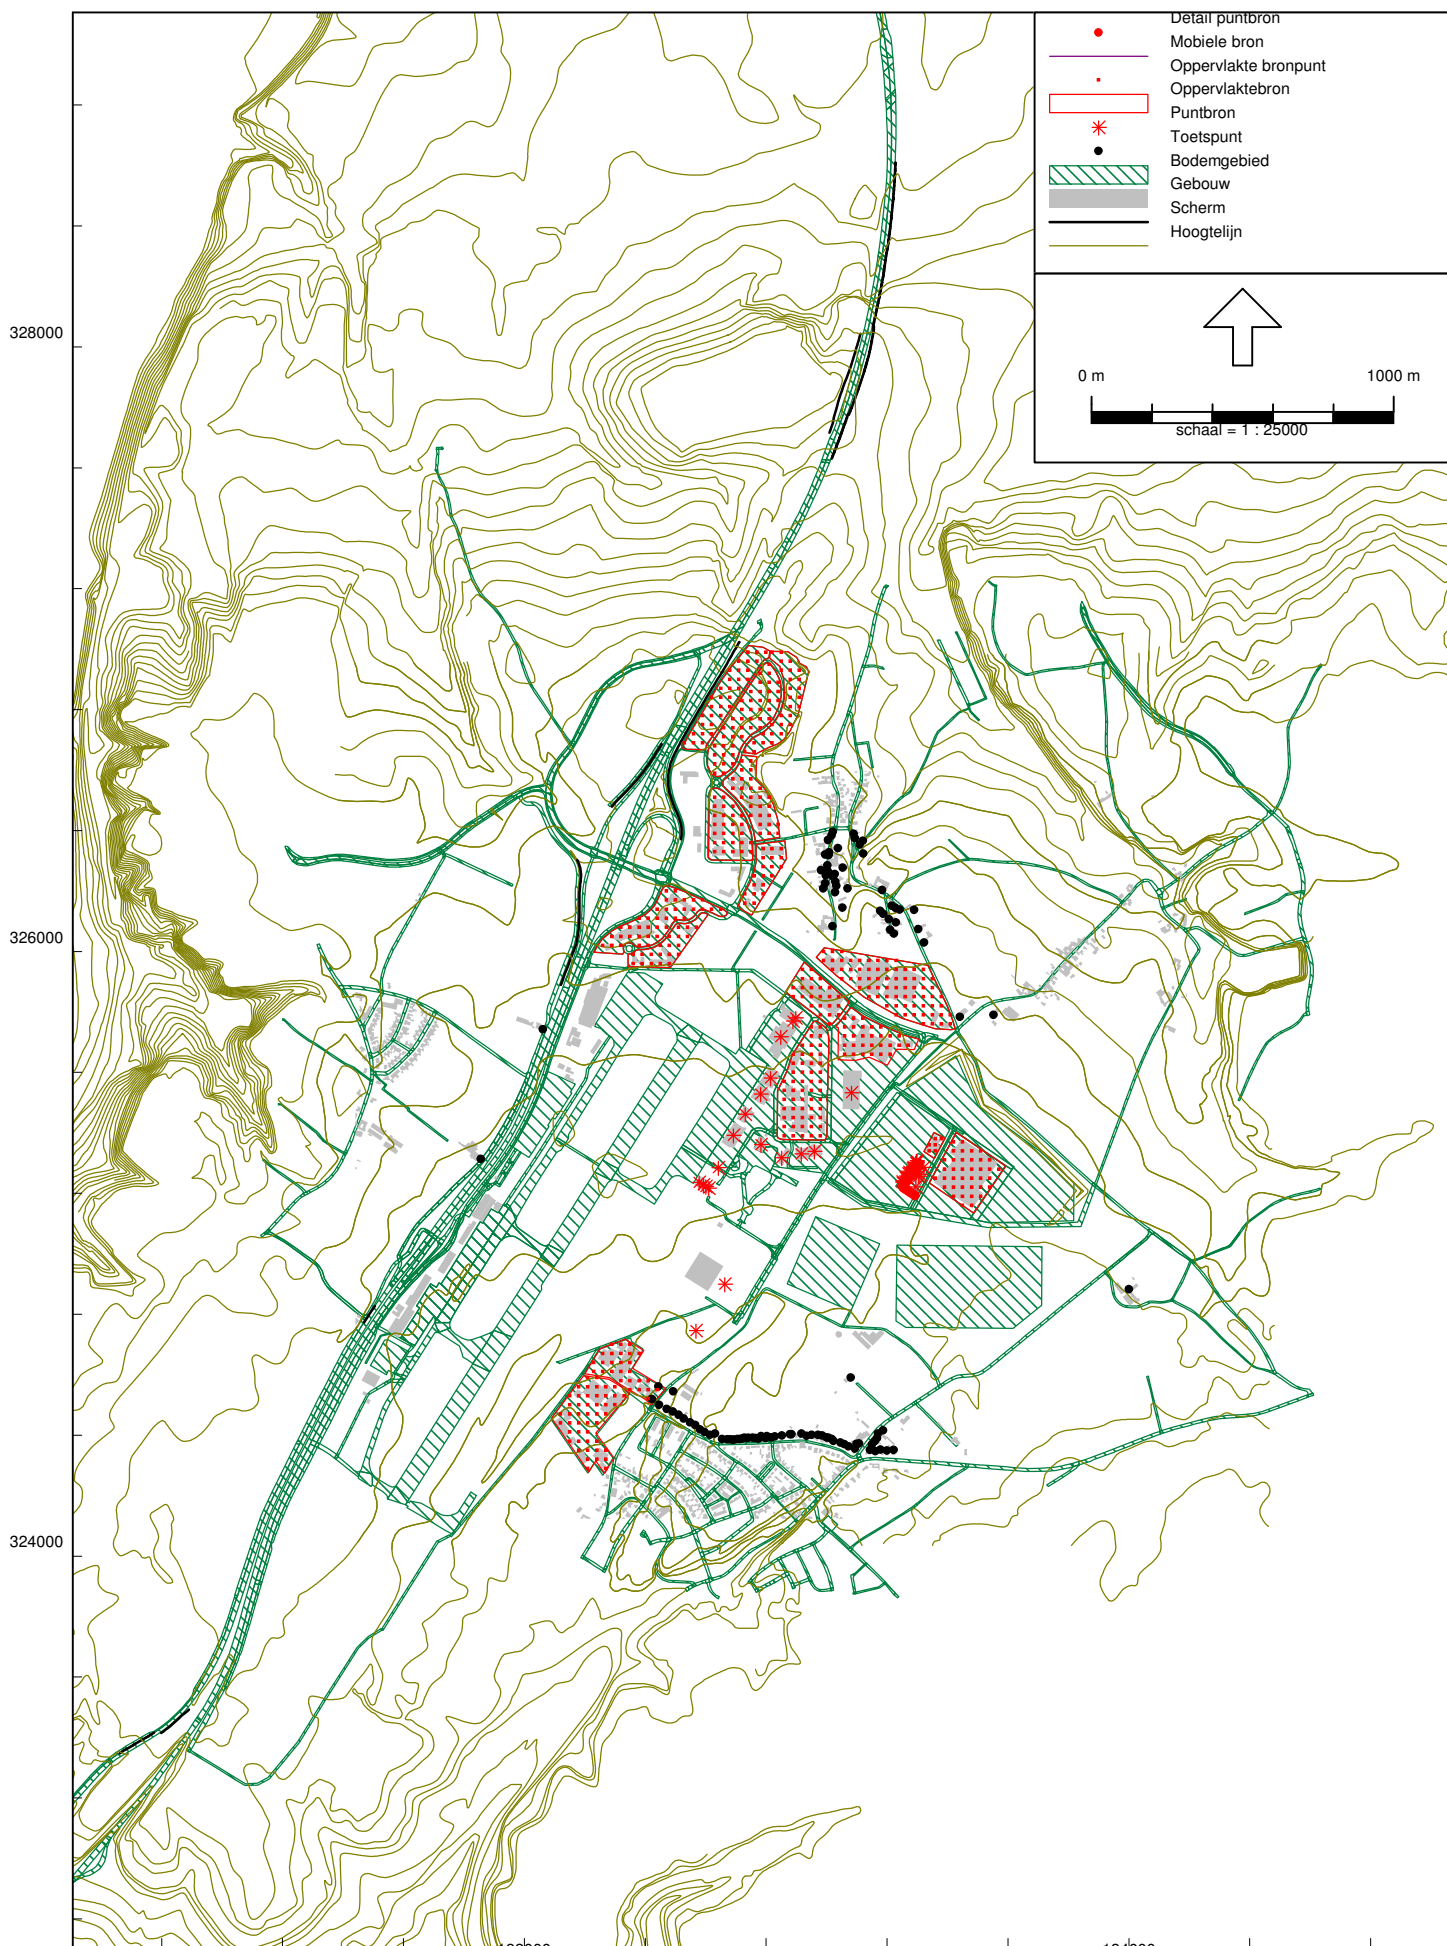 Detail puntbron
Mobiele bron
Oppervlakte bronpunt
Oppervlaktebron
Puntbron
Toetspunt
Bodemgebied
Gebouw
Scherm
Hoogtelijn
0 m 1000 m
schaal = 1 : 25000
328000
326000
324000